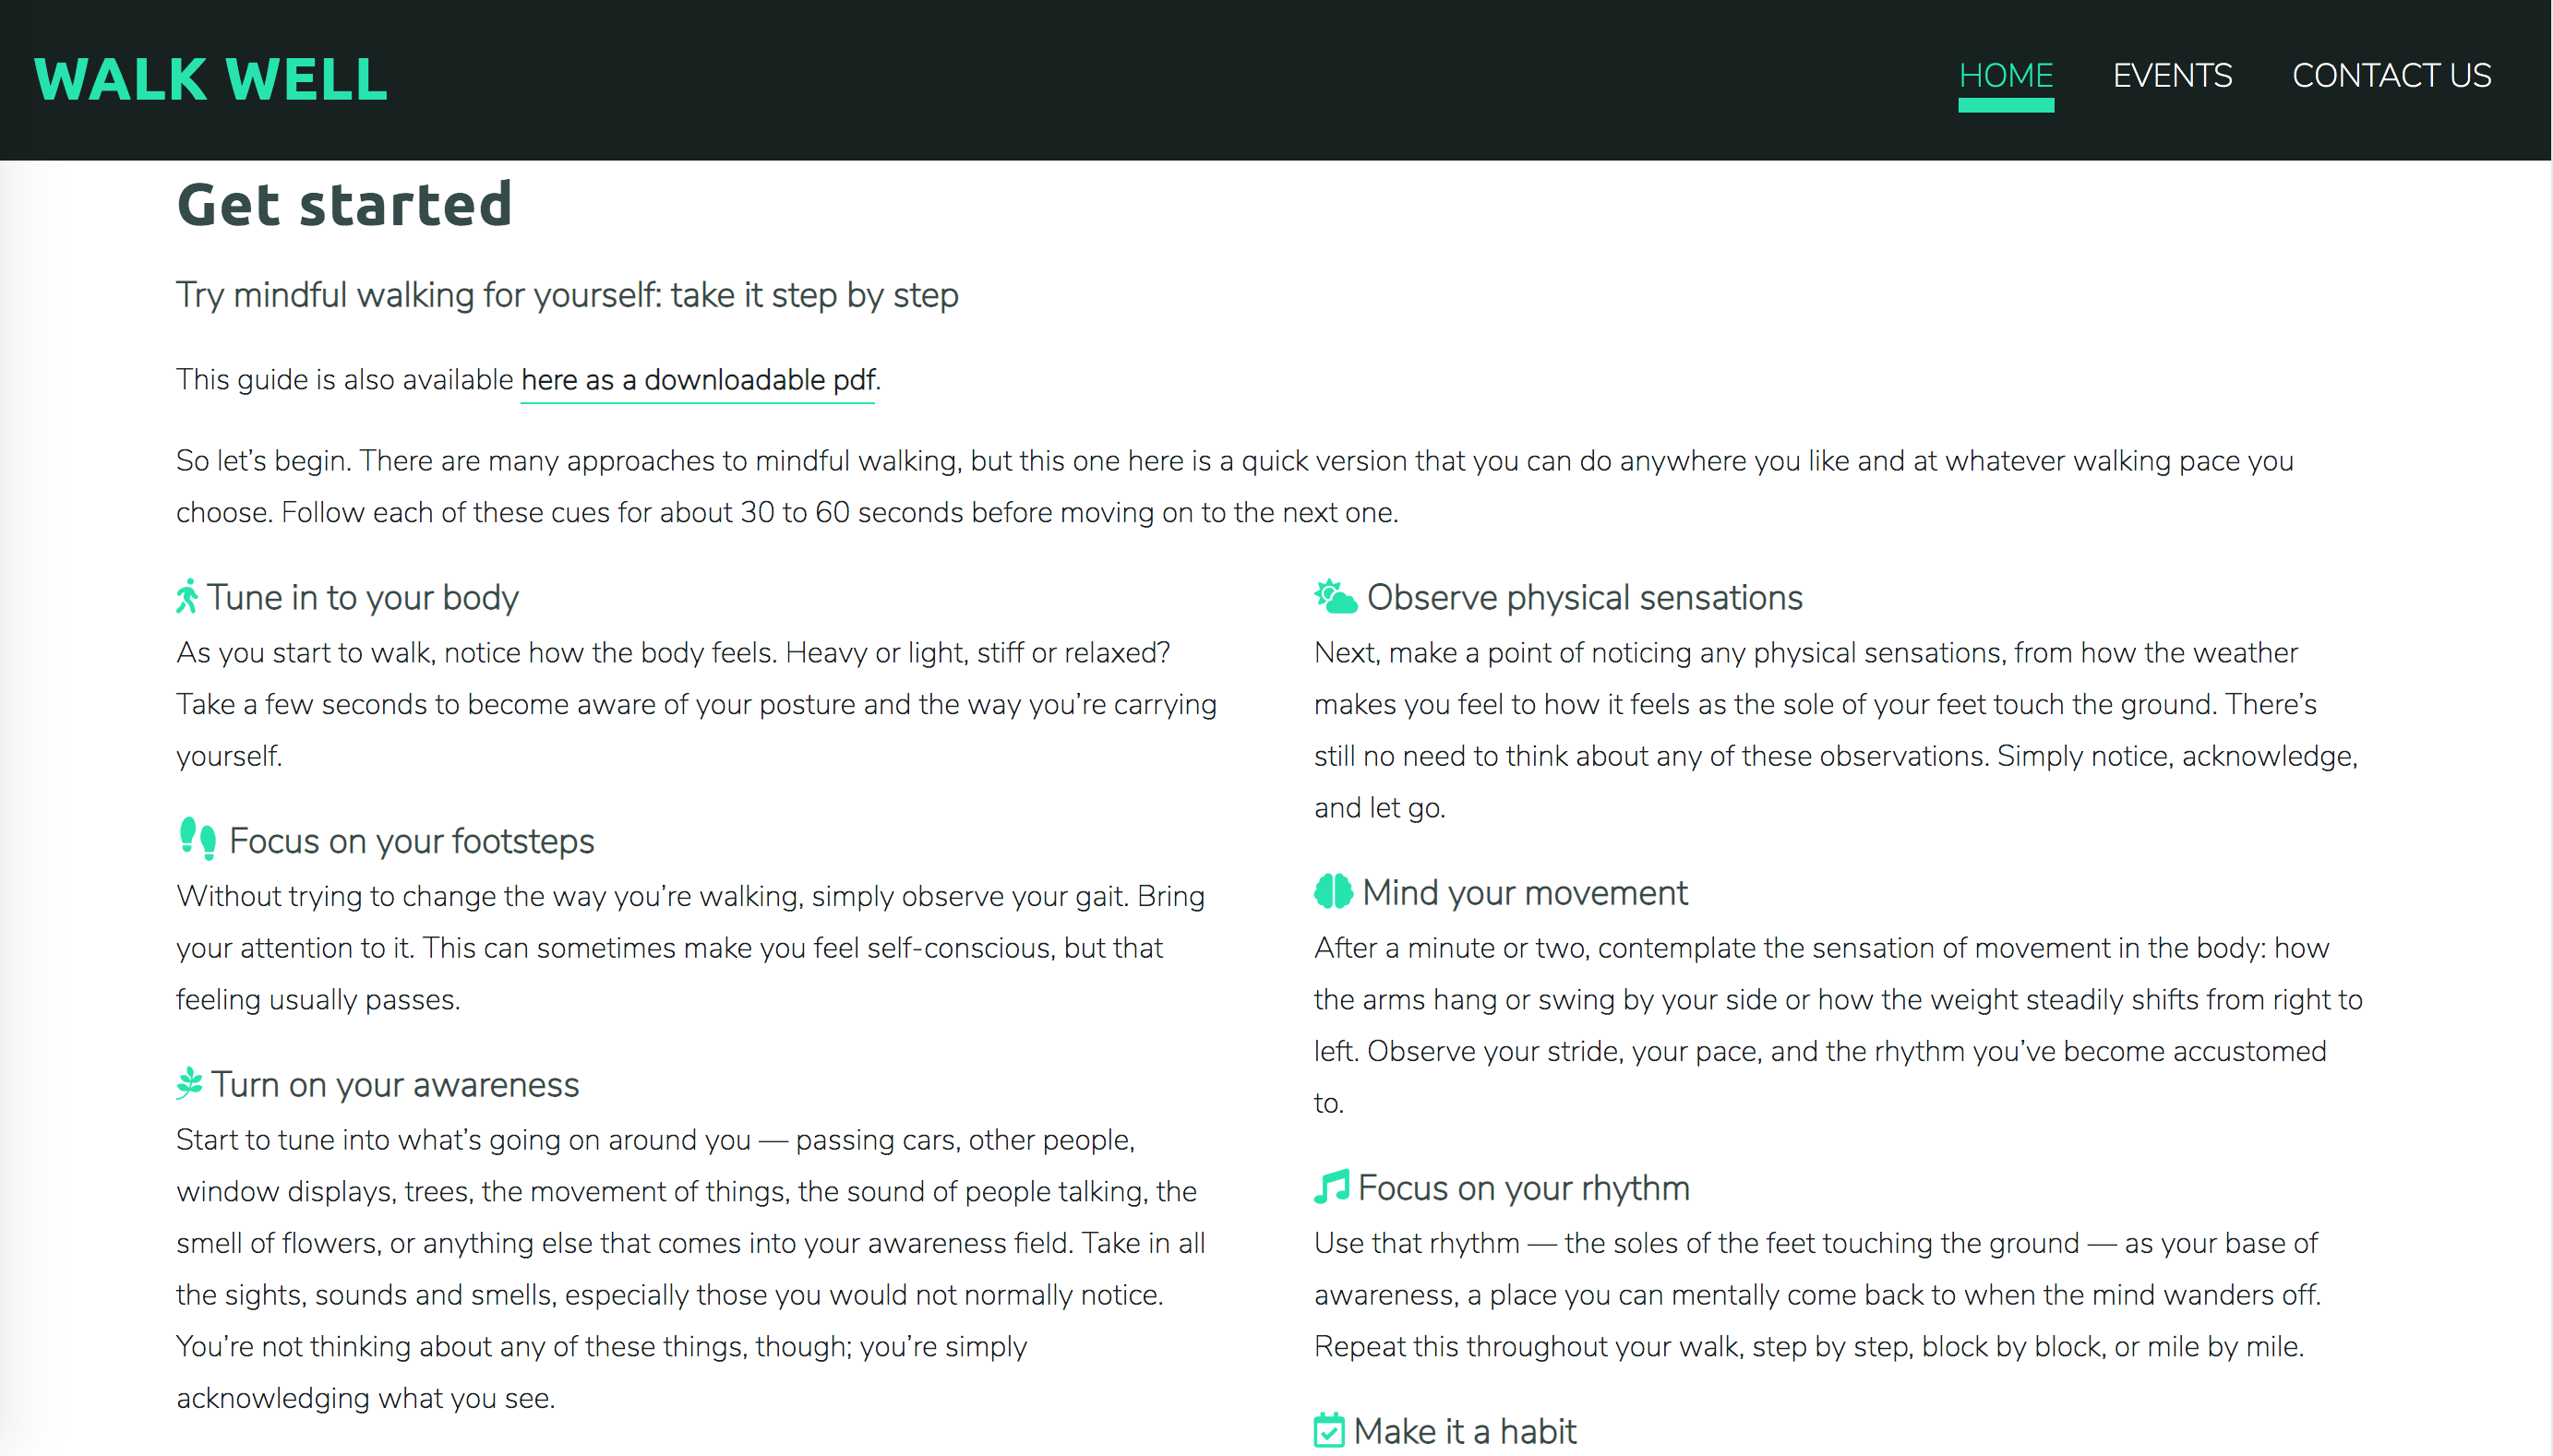 WALK WELL
HOME
EVENTS
CONTACT US
Get started
Try mindful walking for yourself: take it step by step
This guide is also available here as a downloadable pdf.
So let’s begin. There are many approaches to mindful walking, but this one here is a quick version that you can do anywhere you like and at whatever walking pace you
choose. Follow each of these cues for about 30 to 60 seconds before moving on to the next one.
Tune in to your body
As you start to walk, notice how the body feels. Heavy or light, stiff or relaxed?
Take a few seconds to become aware of your posture and the way you’re carrying
yourself.
Focus on your footsteps
Without trying to change the way you’re walking, simply observe your gait. Bring
your attention to it. This can sometimes make you feel self-conscious, but that
feeling usually passes.
Turn on your awareness
Start to tune into what’s going on around you — passing cars, other people,
window displays, trees, the movement of things, the sound of people talking, the
smell of flowers, or anything else that comes into your awareness field. Take in all
the sights, sounds and smells, especially those you would not normally notice.
You’re not thinking about any of these things, though; you’re simply
acknowledging what you see.
Observe physical sensations
Next, make a point of noticing any physical sensations, from how the weather
makes you feel to how it feels as the sole of your feet touch the ground. There’s
still no need to think about any of these observations. Simply notice, acknowledge,
and let go.
Mind your movement
After a minute or two, contemplate the sensation of movement in the body: how
the arms hang or swing by your side or how the weight steadily shifts from right to
left. Observe your stride, your pace, and the rhythm you’ve become accustomed
to.
Focus on your rhythm
Use that rhythm — the soles of the feet touching the ground — as your base of
awareness, a place you can mentally come back to when the mind wanders off.
Repeat this throughout your walk, step by step, block by block, or mile by mile.
Make it a habit